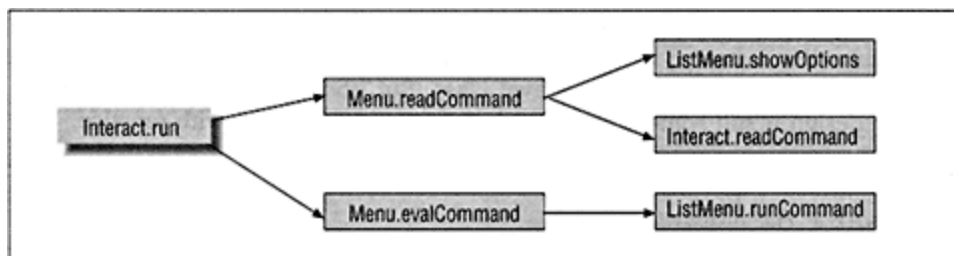 ListMenu.showOptions
Menu.readCommand
Interact.run
Interact.readCommand
Menu.evalCommand
ListMenu.runCommand